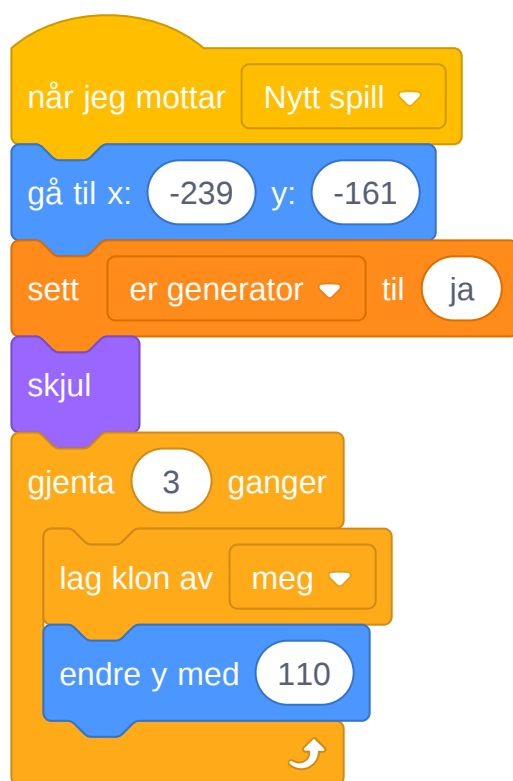 når jeg mottar Nytt spill
gå til x: -239 y: -161
sett er generator til ja
skjul
gjenta 3 ganger
lag klon av meg
endre y med 110